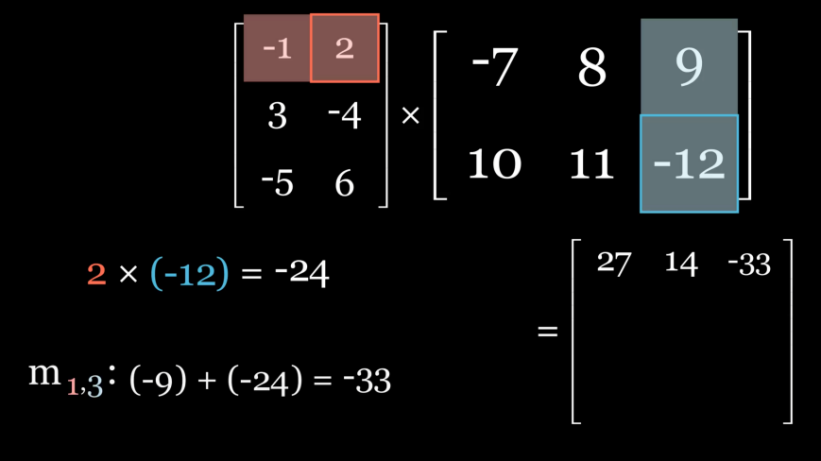 -1 2 
3 -4 
-5 6
×
-7 8 9
10 11 -12
2 × (-12) = -24
m1,3: (-9) + (-24) = -33
=
27 14 -33